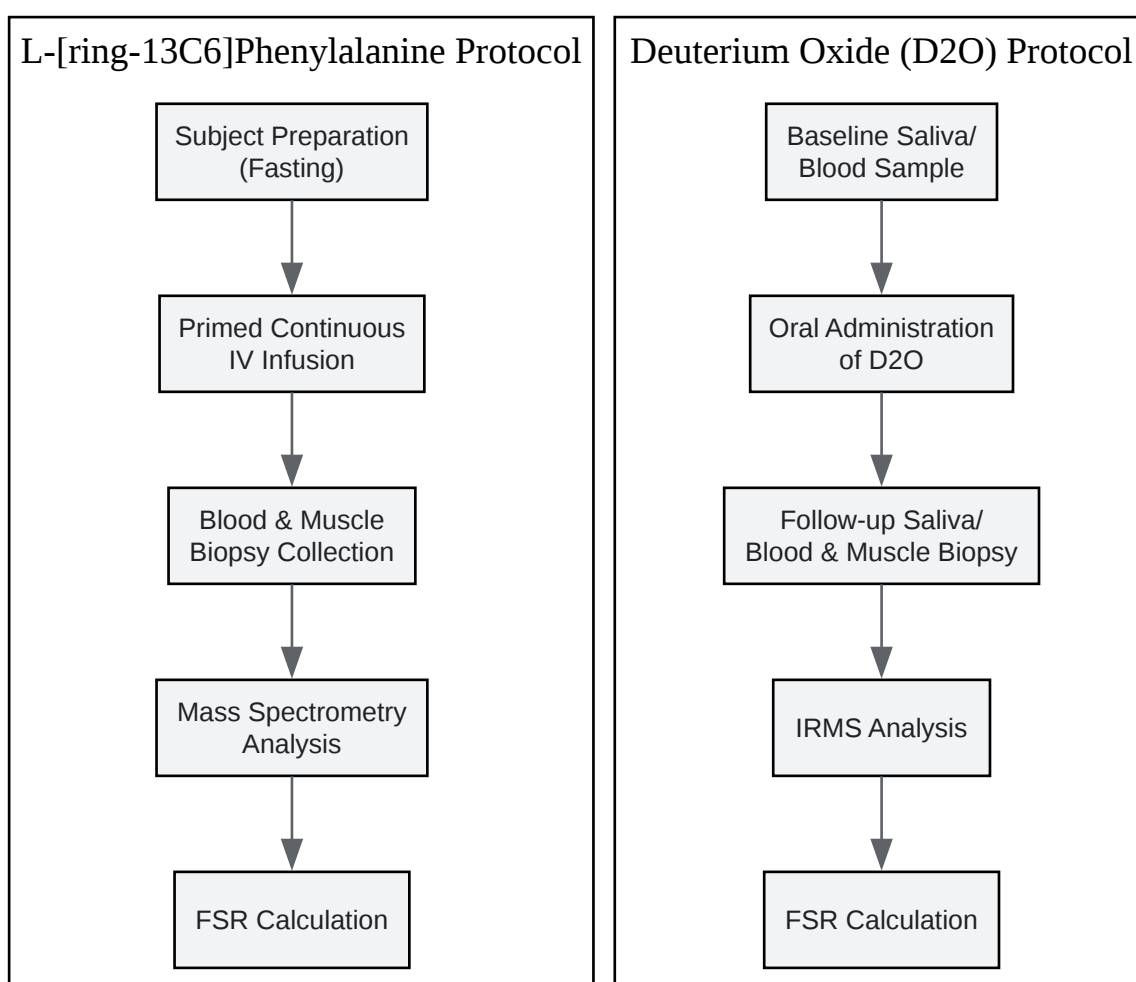 L-[ring-13C6]Phenylalanine Protocol
Subject Preparation
(Fasting)
Primed Continuous
IV Infusion
Blood & Muscle
Biopsy Collection
Mass Spectrometry
Analysis
FSR Calculation
Deuterium Oxide (D2O) Protocol
Baseline Saliva/
Blood Sample
Oral Administration
of D2O
Follow-up Saliva/
Blood & Muscle Biopsy
IRMS Analysis
FSR Calculation